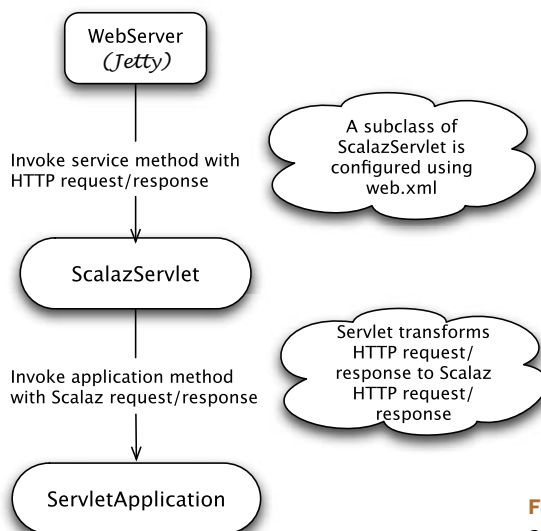 WebServer
(Jetty)
A subclass of
ScalazServlet is
configured using
web.xml
Invoke service method with
HTTP request/response
ScalazServlet
Servlet transforms
HTTP request/
response to Scalaz
HTTP request/
response
Invoke application method
with Scalaz request/response
ServletApplication
F